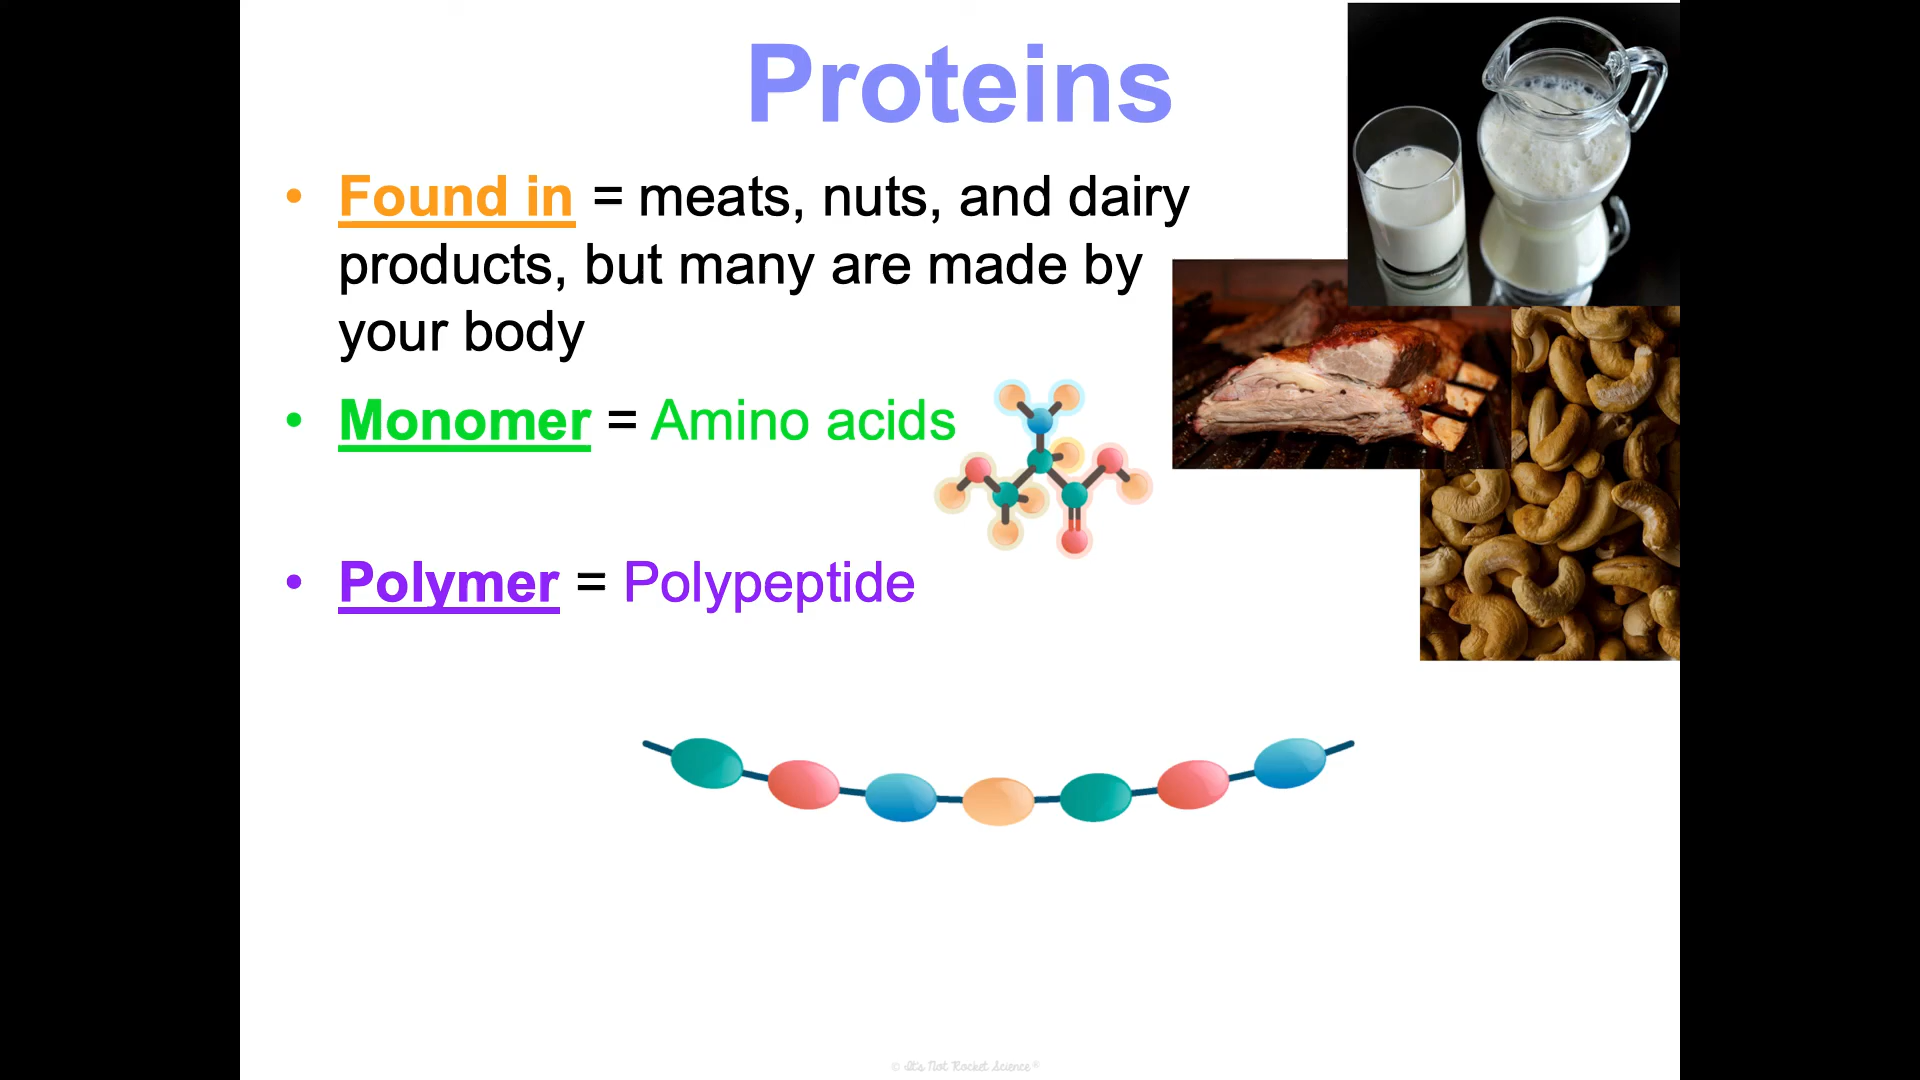 Proteins
• Found in = meats, nuts, and dairy
products, but many are made by
your body
• Monomer = Amino acids
• Polymer = Polypeptide
© It's Not Rocket Science®